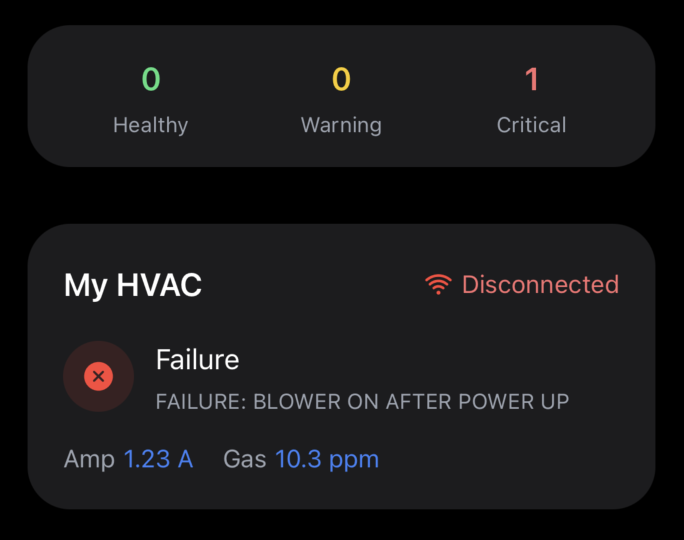 0 0 1
Healthy Warning Critical
My HVAC Disconnected
Failure
FAILURE: BLOWER ON AFTER POWER UP
Amp 1.23 A Gas 10.3 ppm